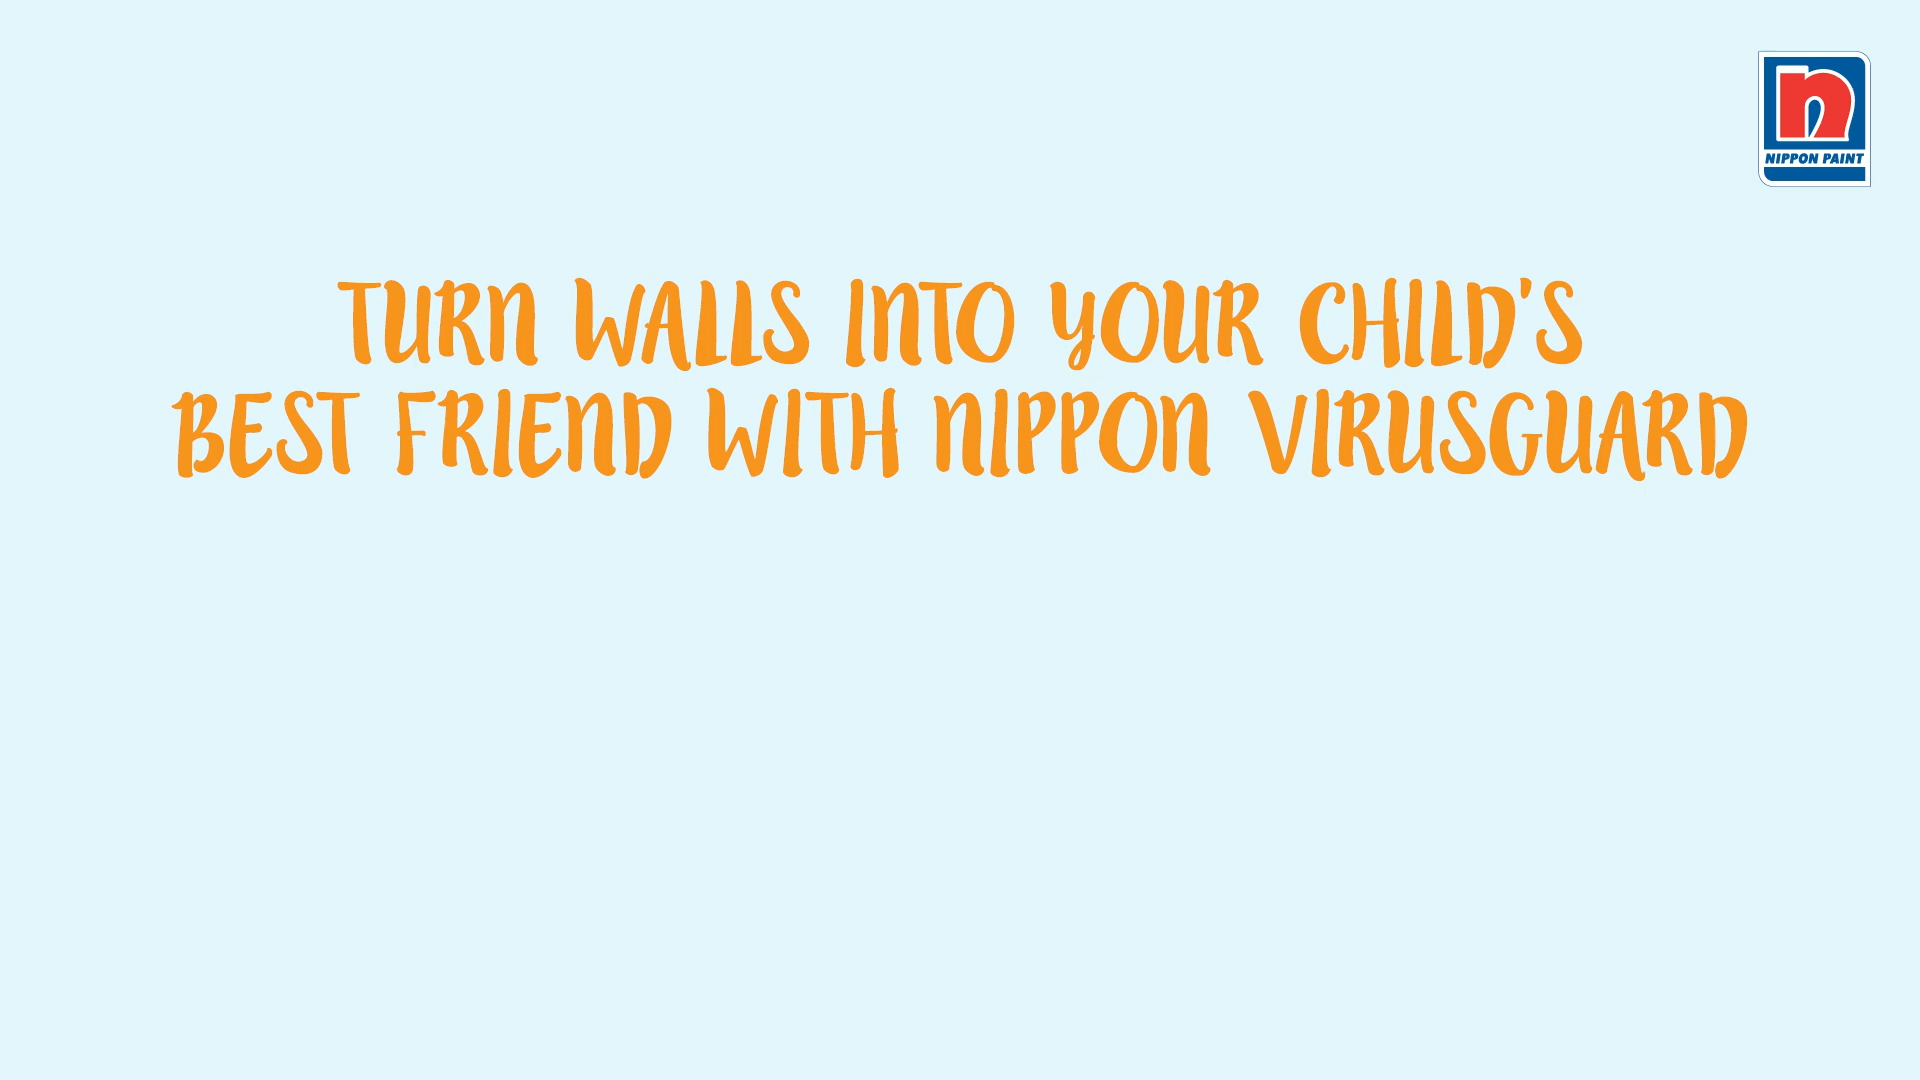 NIPPON PAINT
TURN WALLS INTO YOUR CHILD'S
BEST FRIEND WITH NIPPON VIRUSGUARD